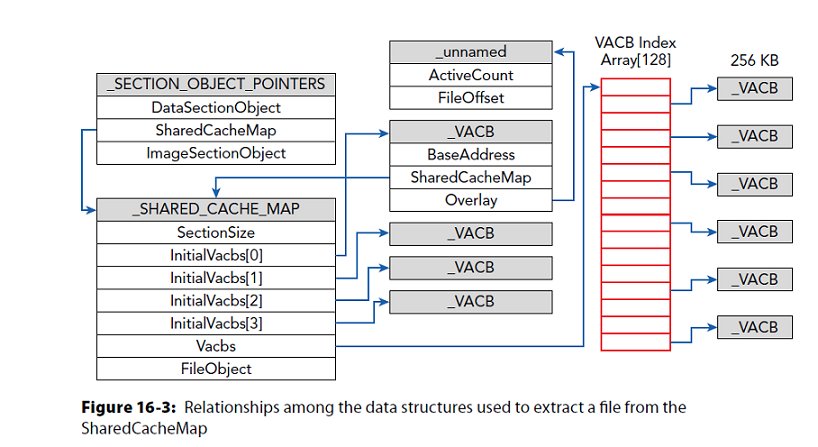 _SECTION_OBJECT_POINTERS
DataSectionObject
SharedCacheMap
ImageSectionObject
_SHARED_CACHE_MAP
SectionSize
InitialVacbs[0]
InitialVacbs[1]
InitialVacbs[2]
InitialVacbs[3]
Vacbs
FileObject
_unnamed
ActiveCount
FileOffset
_VACB
BaseAddress
SharedCacheMap
Overlay
_VACB
_VACB
_VACB
VACB Index
Array[128]
256 KB
_VACB
_VACB
_VACB
_VACB
_VACB
_VACB
Figure 16-3: Relationships among the data structures used to extract a file from the
SharedCacheMap